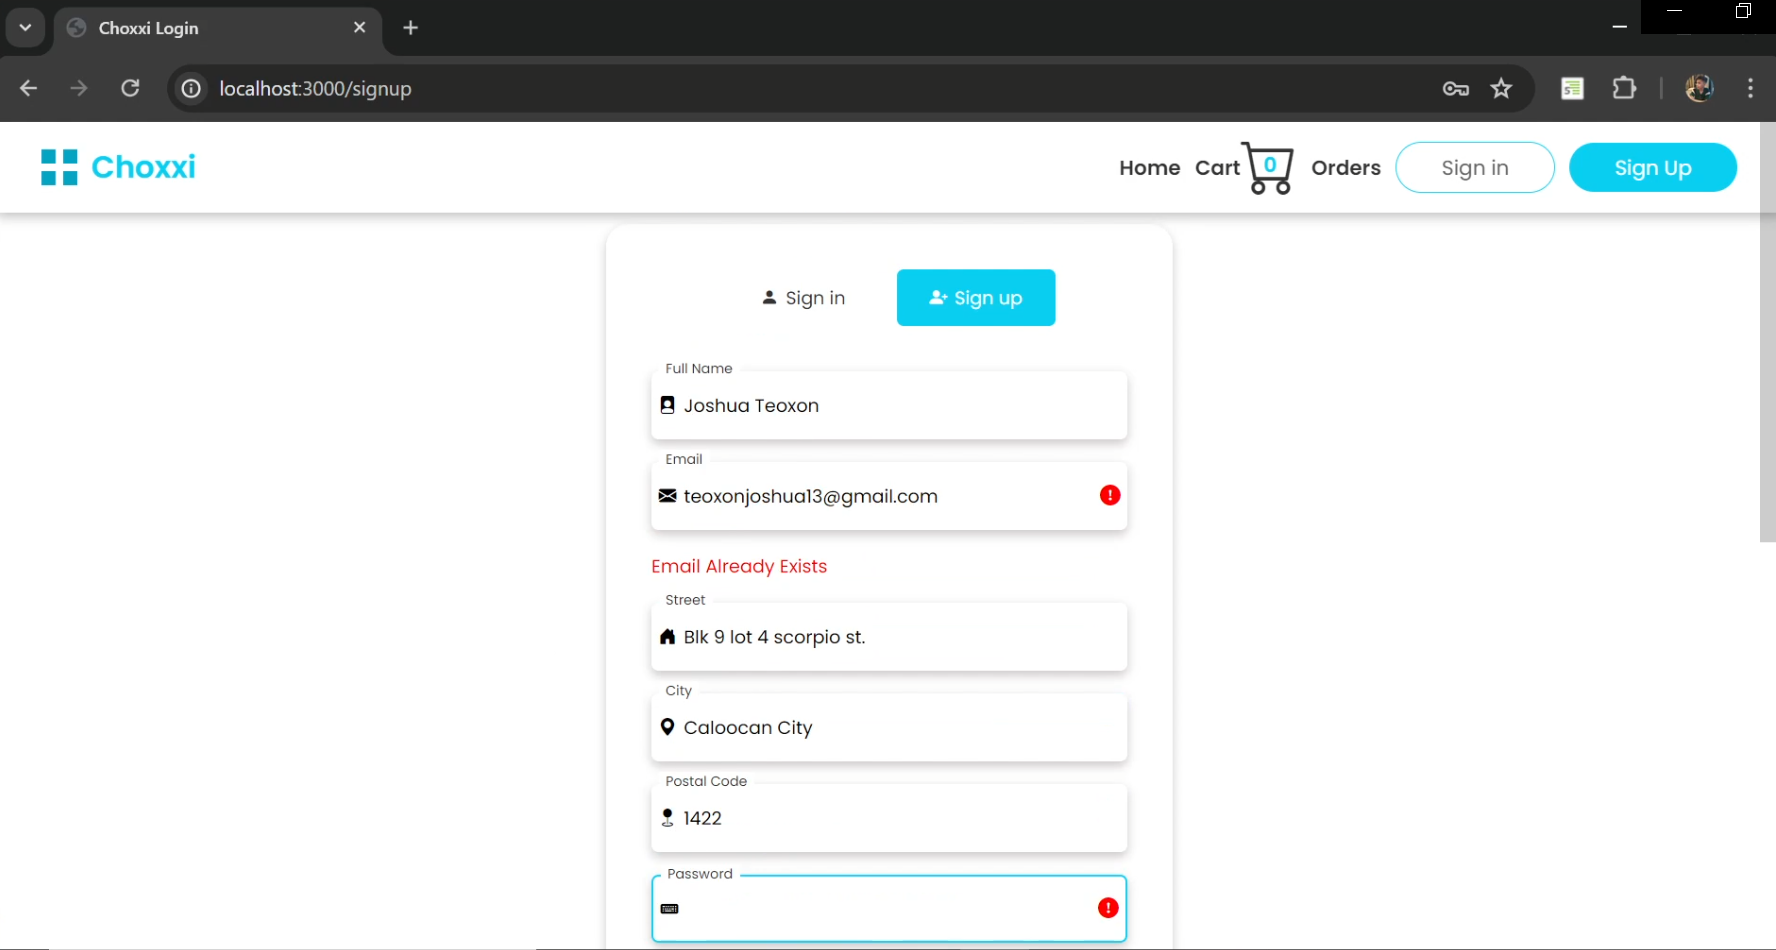 Choxxi Login
localhost:3000/signup
Choxxi
Home Cart 0 Orders Sign in Sign Up
Sign in Sign up
Full Name
Joshua Teoxon
Email
teoxonjoshua13@gmail.com
Email Already Exists
Street
Blk 9 lot 4 scorpio st.
City
Caloocan City
Postal Code
1422
Password